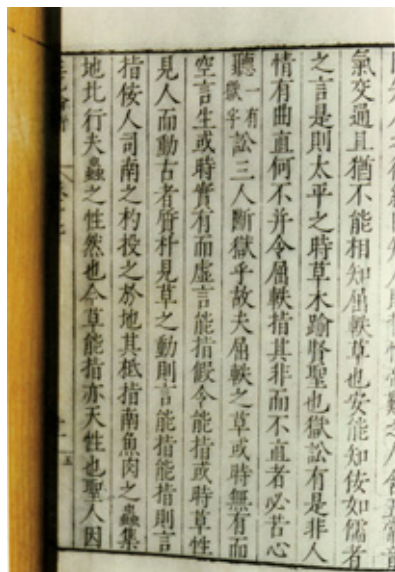 氣交通且猶不能相知屈軼草也安能知佞如儒者
之言是則太平之時草木踰賢聖也獄訟有是非人
情有曲直何不并令屈軼指其非而不直者必苦心
聽一有獄字訟三人斷獄乎故夫屈軼之草或時無有而
空言生或時實有而虛言能指假令能指或時草性
見人而動古者質朴見草之動則言能指能指則言
指佞人司南之杓投之於地其柢指南魚肉之蟲集
地北行夫蟲之性然也今草能指亦天性也聖人因